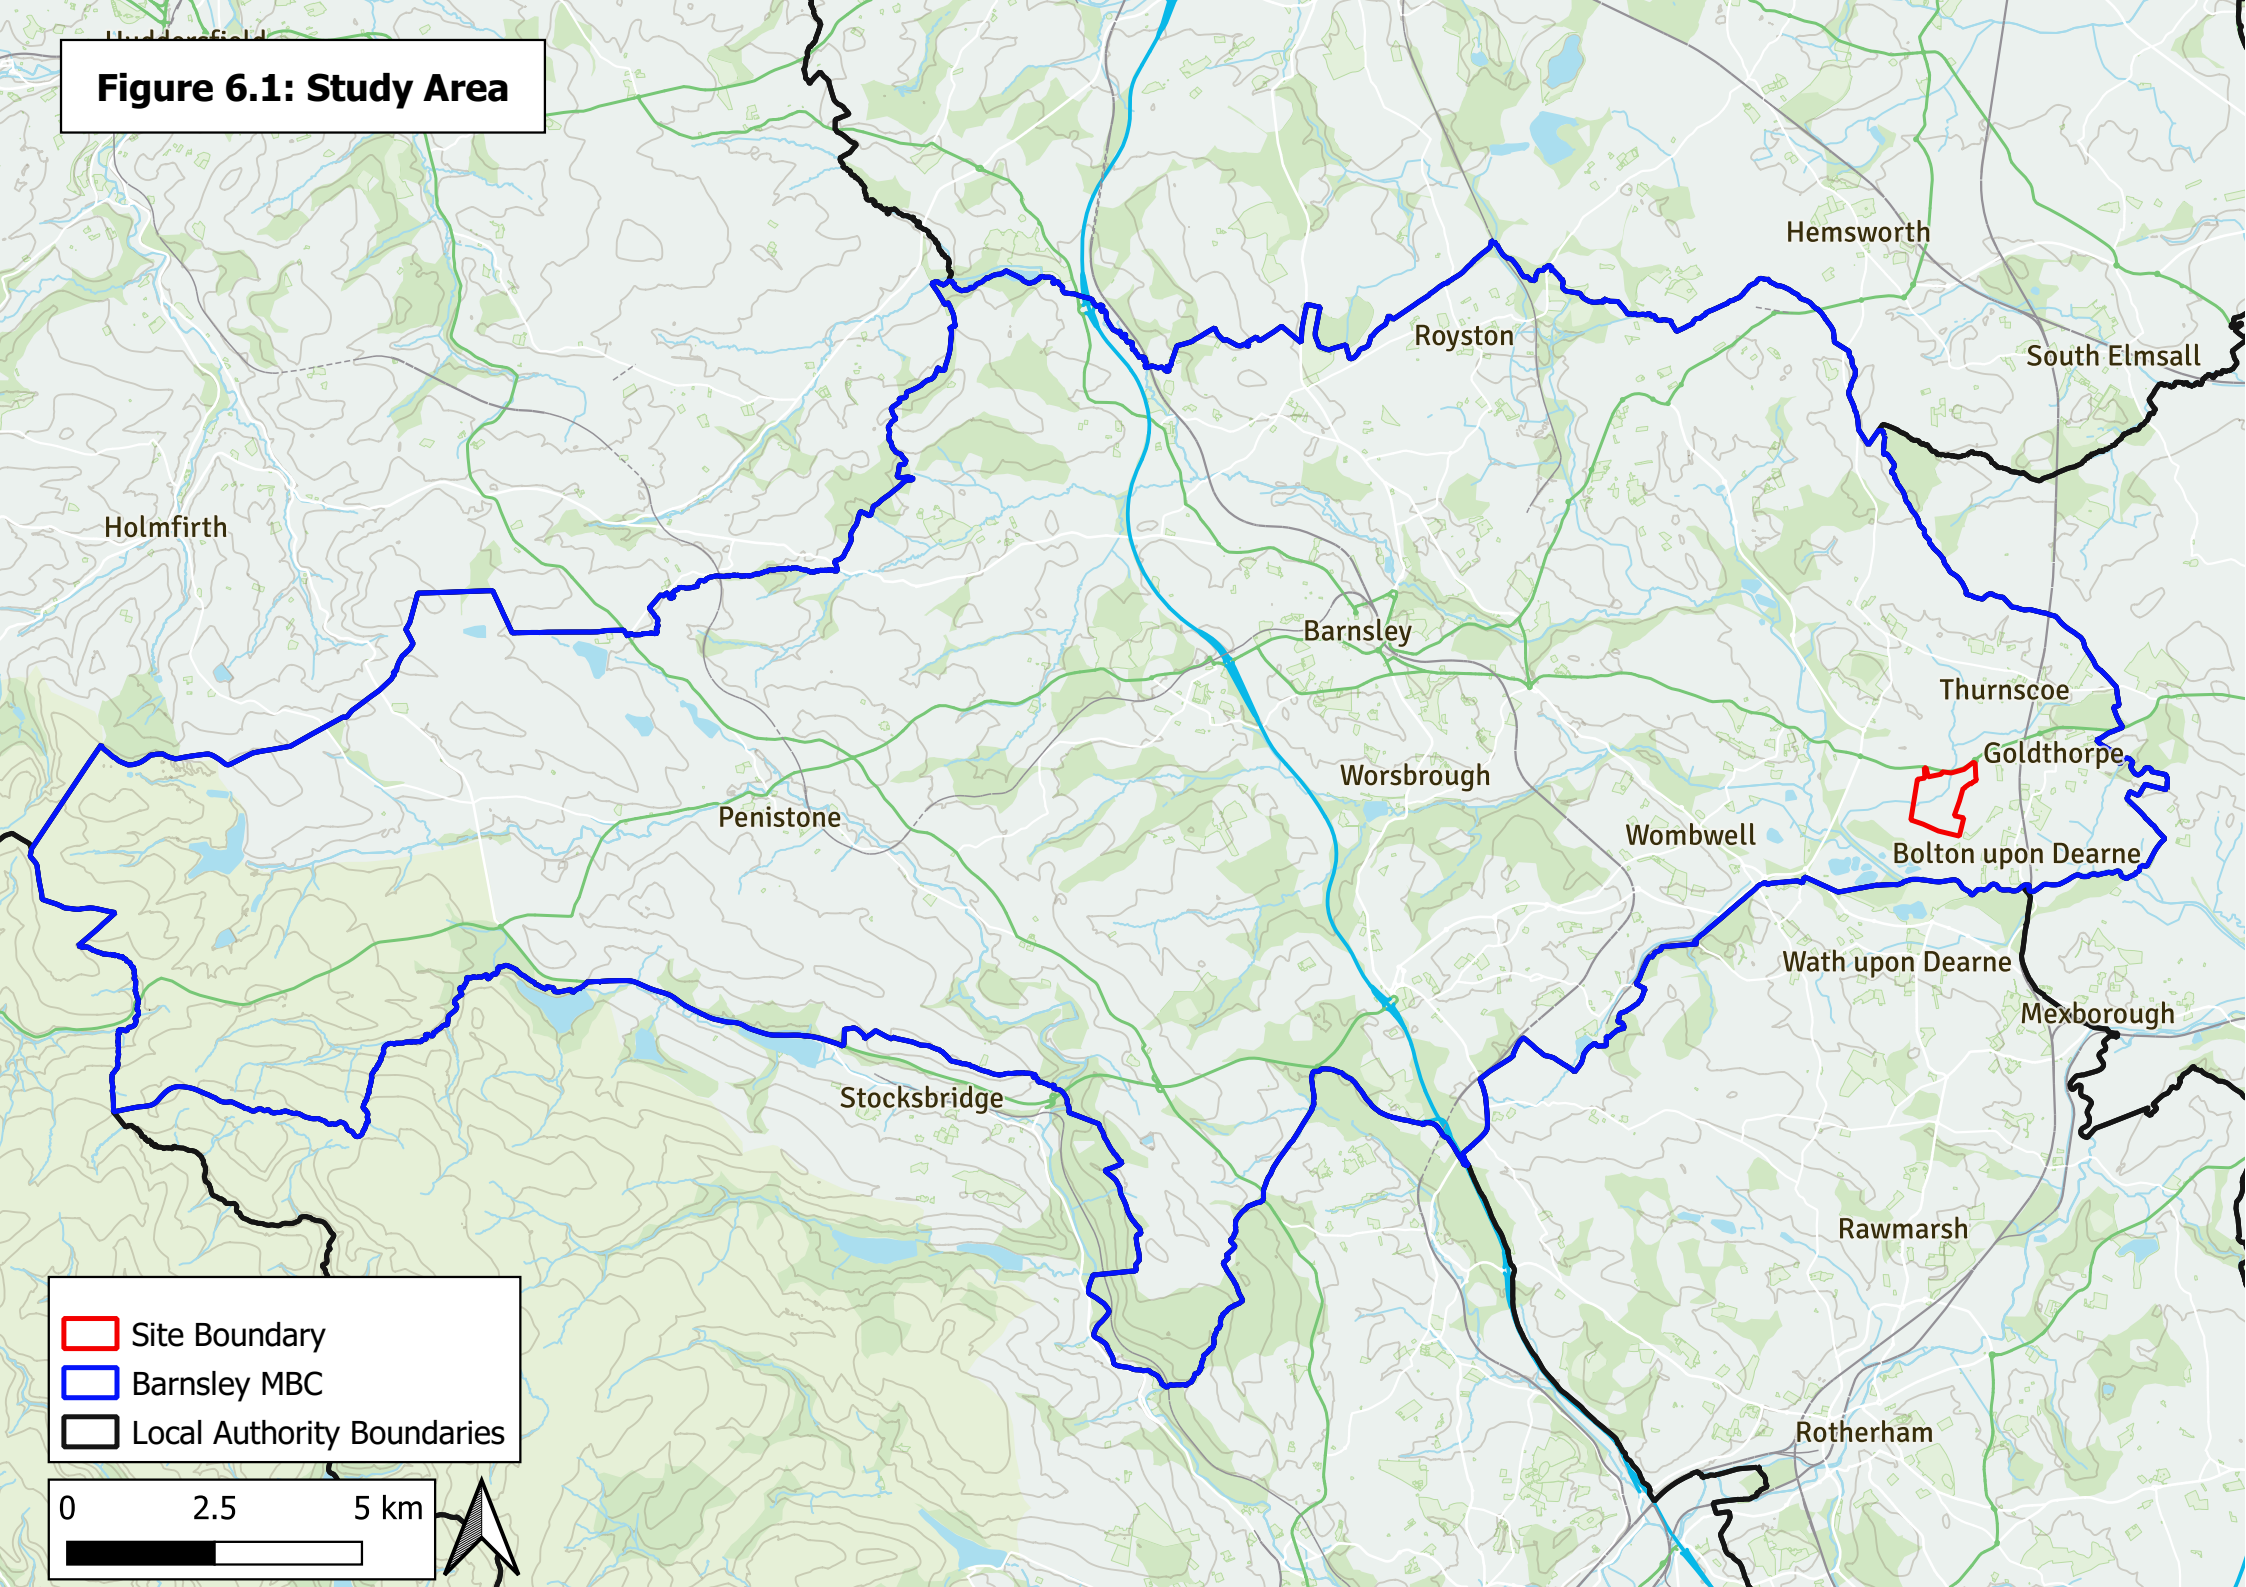 Huddersfield
Figure 6.1: Study Area
Hemsworth
Royston
South Elmsall
Holmfirth
Barnsley
Thurnscoe
Goldthorpe
Worsbrough
Penistone
Wombwell
Bolton upon Dearne
Wath upon Dearne
Mexborough
Stocksbridge
Rawmarsh
Site Boundary
Barnsley MBC
Local Authority Boundaries
Rotherham
0 2.5 5 km